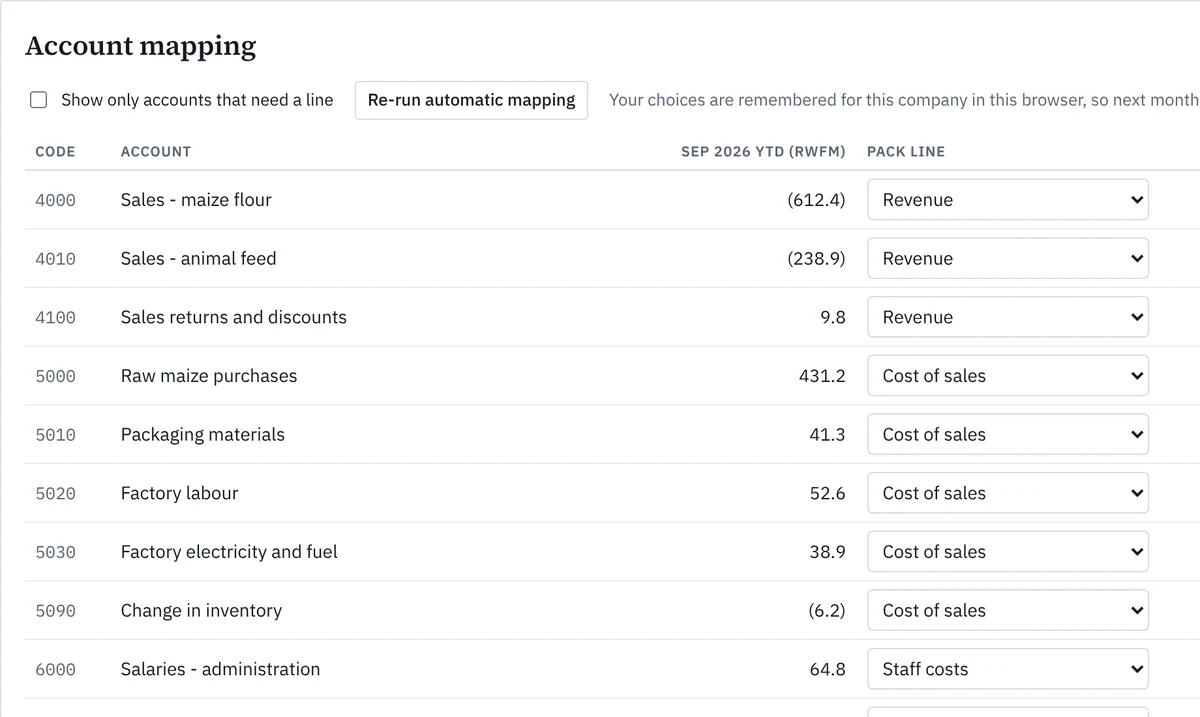 Account mapping
Show only accounts that need a line Re-run automatic mapping Your choices are remembered for this company in this browser, so next month
CODE ACCOUNT SEP 2026 YTD (RWFM) PACK LINE
4000 Sales - maize flour (612.4) Revenue
4010 Sales - animal feed (238.9) Revenue
4100 Sales returns and discounts 9.8 Revenue
5000 Raw maize purchases 431.2 Cost of sales
5010 Packaging materials 41.3 Cost of sales
5020 Factory labour 52.6 Cost of sales
5030 Factory electricity and fuel 38.9 Cost of sales
5090 Change in inventory (6.2) Cost of sales
6000 Salaries - administration 64.8 Staff costs